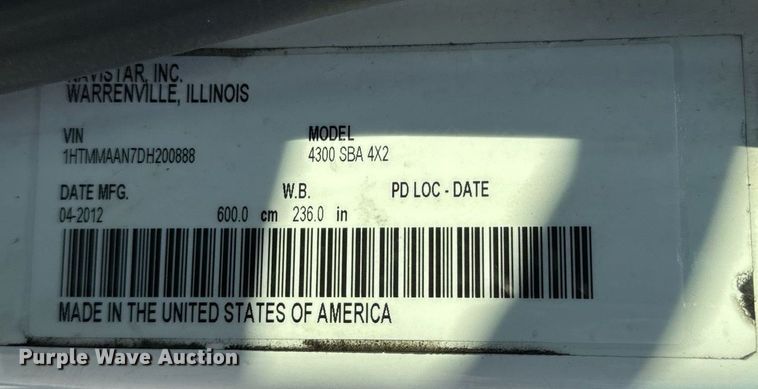 NAVISTAR, INC.
WARRENVILLE, ILLINOIS
VIN MODEL
1HTMMAAN7DH200888 4300 SBA 4X2
DATE MFG. W.B. PD LOC - DATE
04-2012 600.0 cm 236.0 in
MADE IN THE UNITED STATES OF AMERICA
Purple Wave Auction